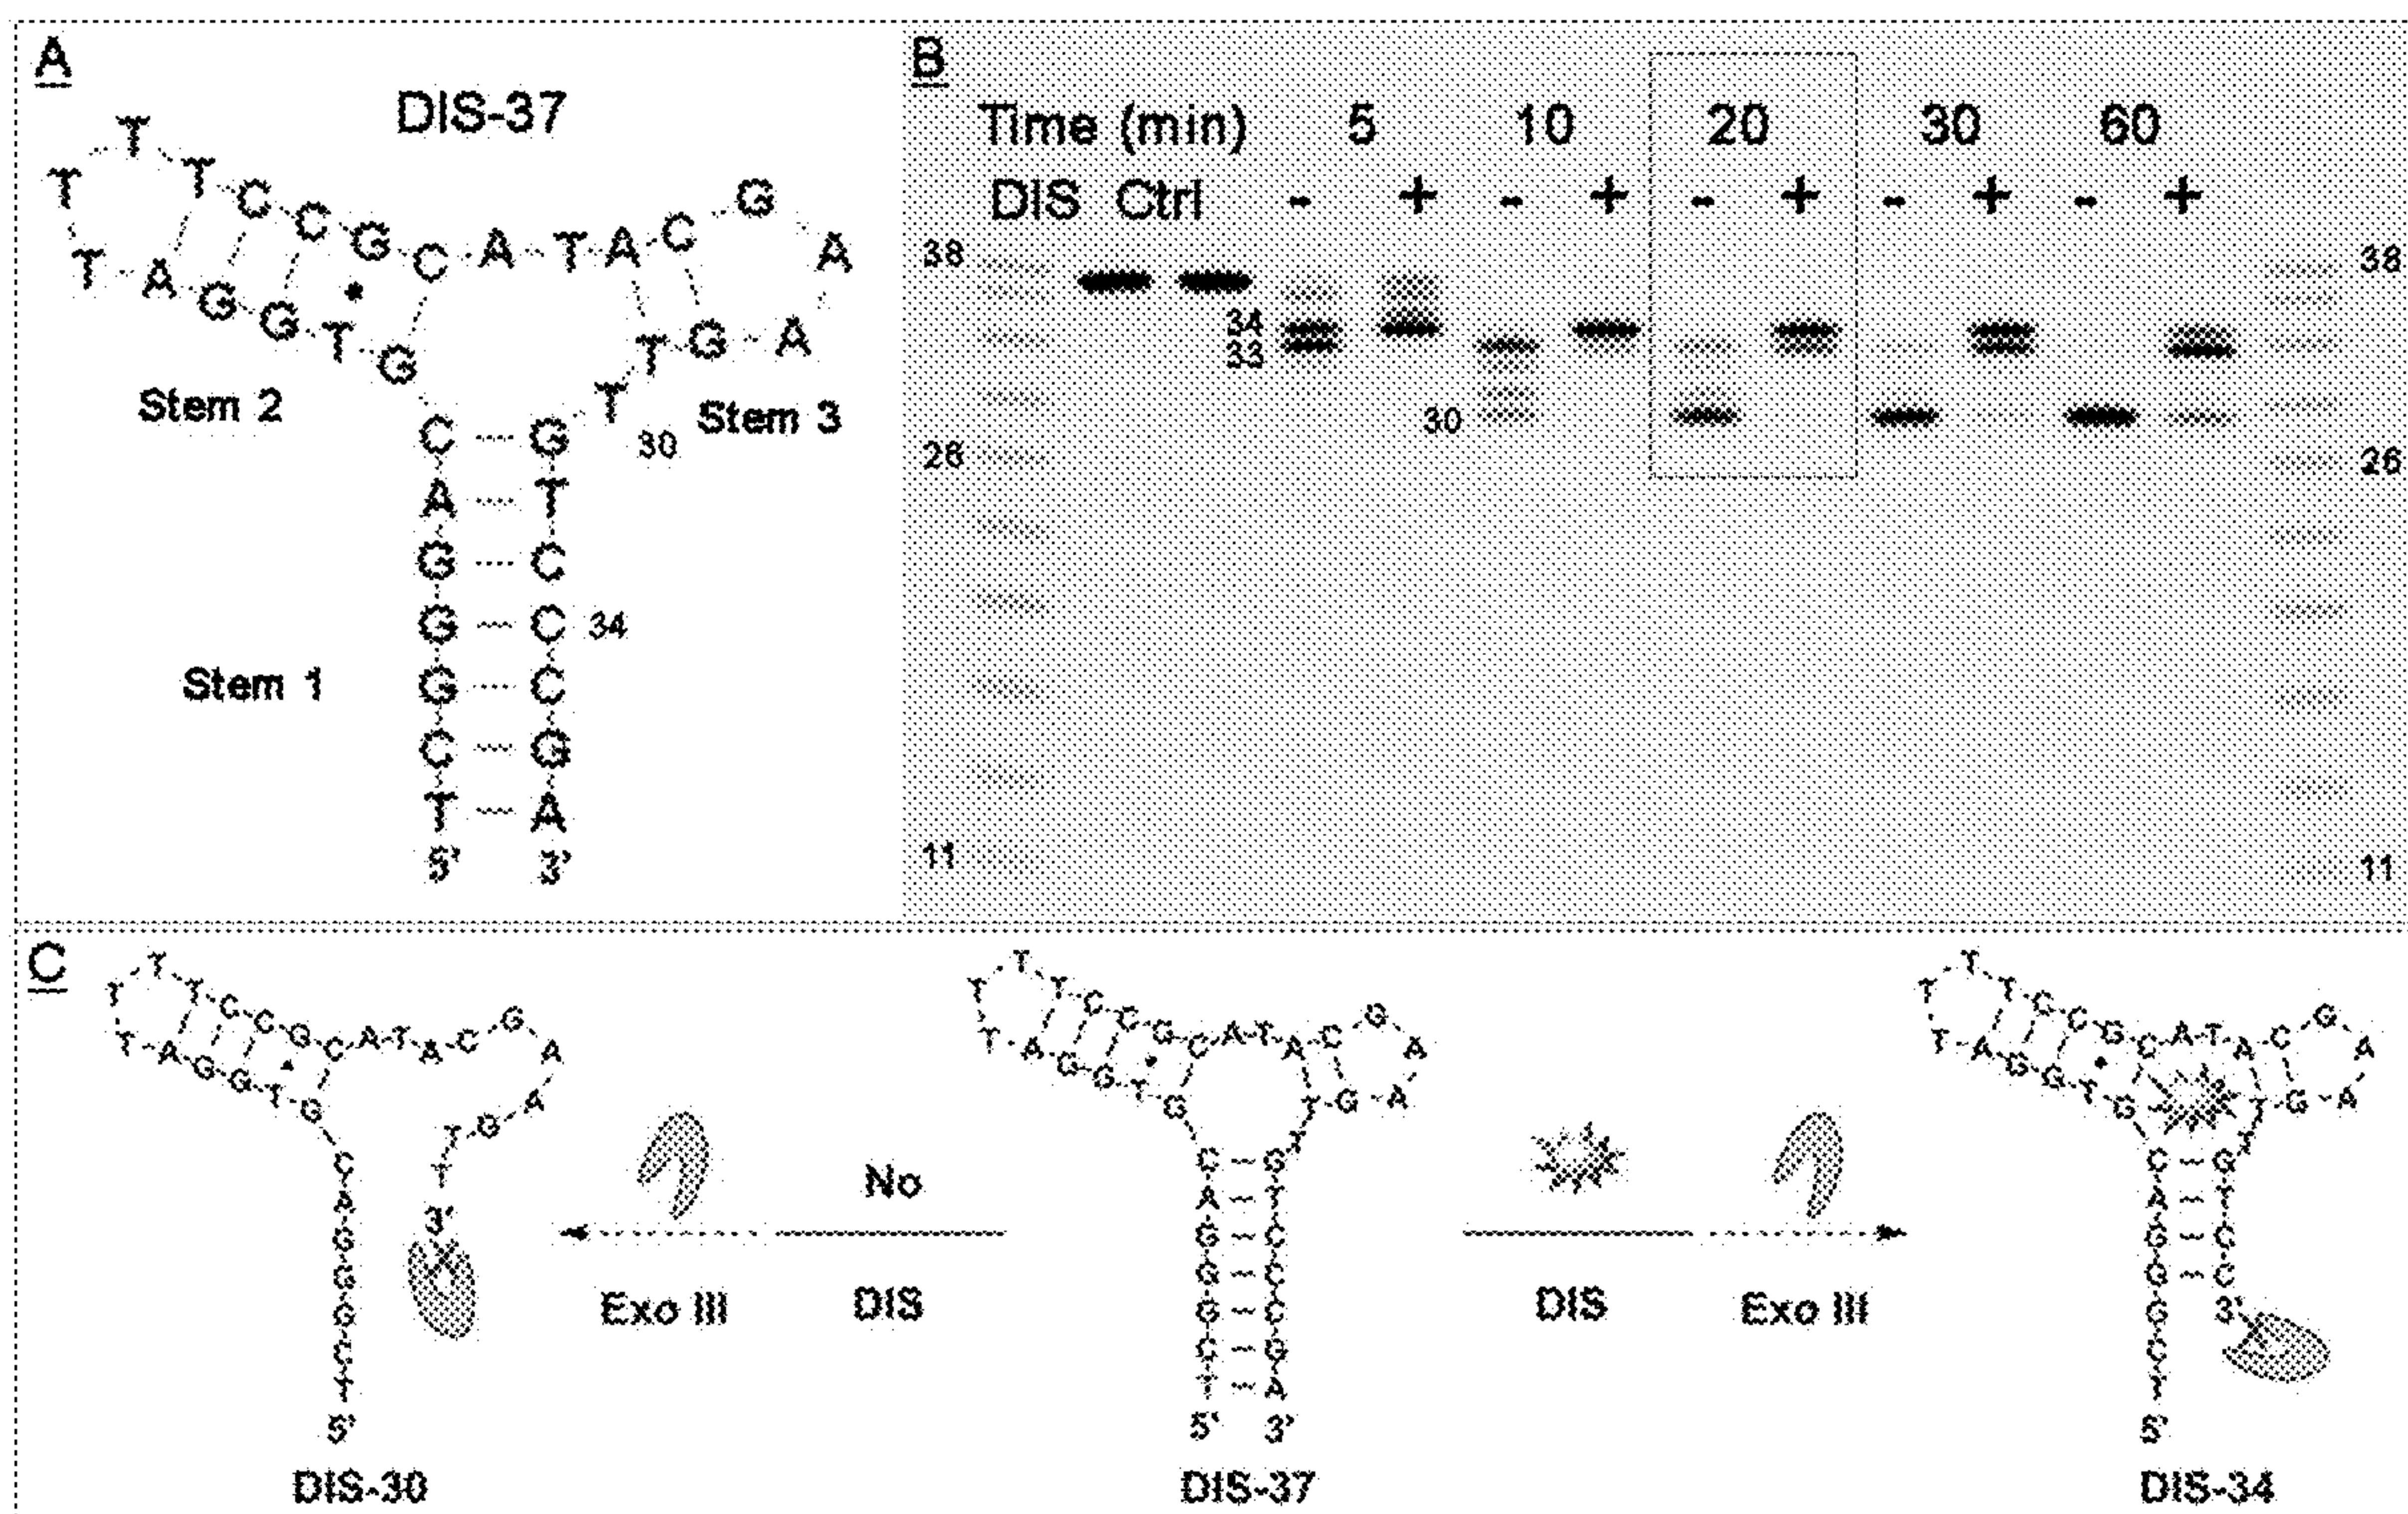 A
DIS-37
T
T T C C G C A T A C G A
T A G G T G T G A
T
Stem 2
Stem 3
30
C G
A T
G C
G C 34
G C
Stem 1
C G
T A
5' 3'
B
Time (min) 5 10 20 30 60
DIS Ctrl - + - + - + - + - +
38 38
34
33
30
26 26
11 11
C
T
T T C C G C A T A C G A
T A G G T G T G A
T
C
A
G
G
G
C
T
3'
5'
DIS-30
Exo III
No
DIS
T
T T C C G C A T A C G A
T A G G T G T G A
T
C G
A T
G C
G C
G C
C G
T A
5' 3'
DIS-37
DIS
Exo III
T
T T C C G C A T A C G A
T A G G T G T G A
T
C G
A T
G C
G C
G 3'
C
T
5'
DIS-34